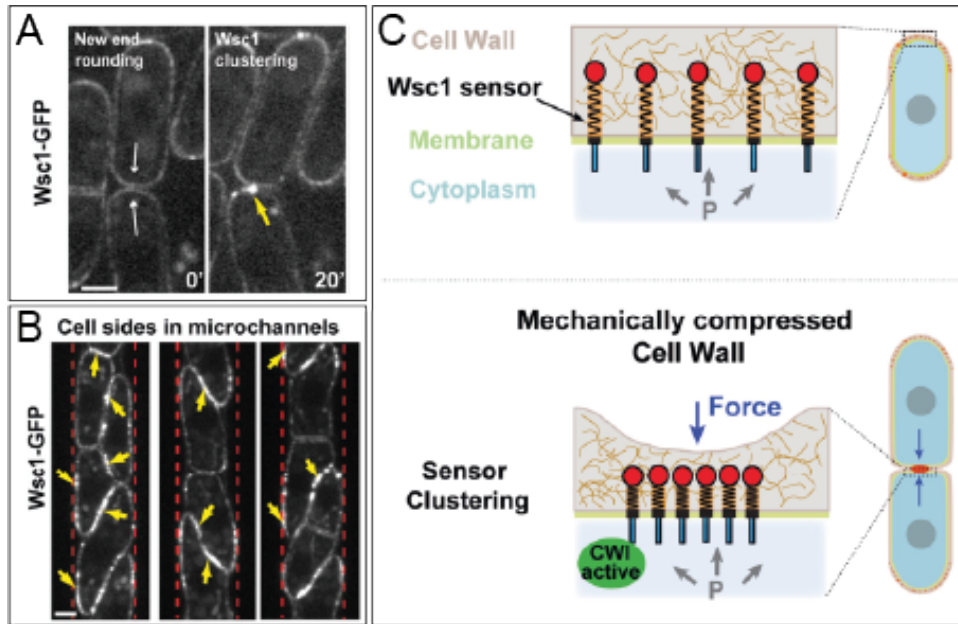 A
New end
rounding
Wsc1
clustering
Wsc1-GFP
0'
20'
B
Cell sides in microchannels
Wsc1-GFP
C
Cell Wall
Wsc1 sensor
Membrane
Cytoplasm
P
Mechanically compressed
Cell Wall
Force
Sensor
Clustering
CWI
active
P